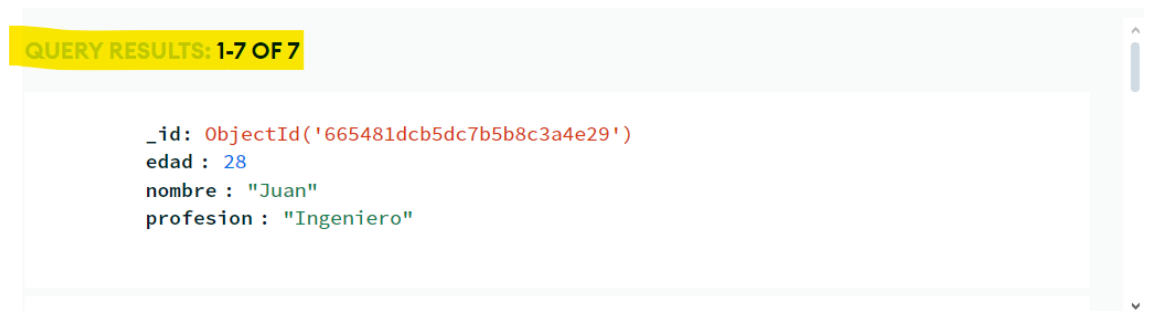 QUERY RESULTS: 1-7 OF 7
_id: ObjectId('665481dcb5dc7b5b8c3a4e29')
edad : 28
nombre : "Juan"
profesion : "Ingeniero"